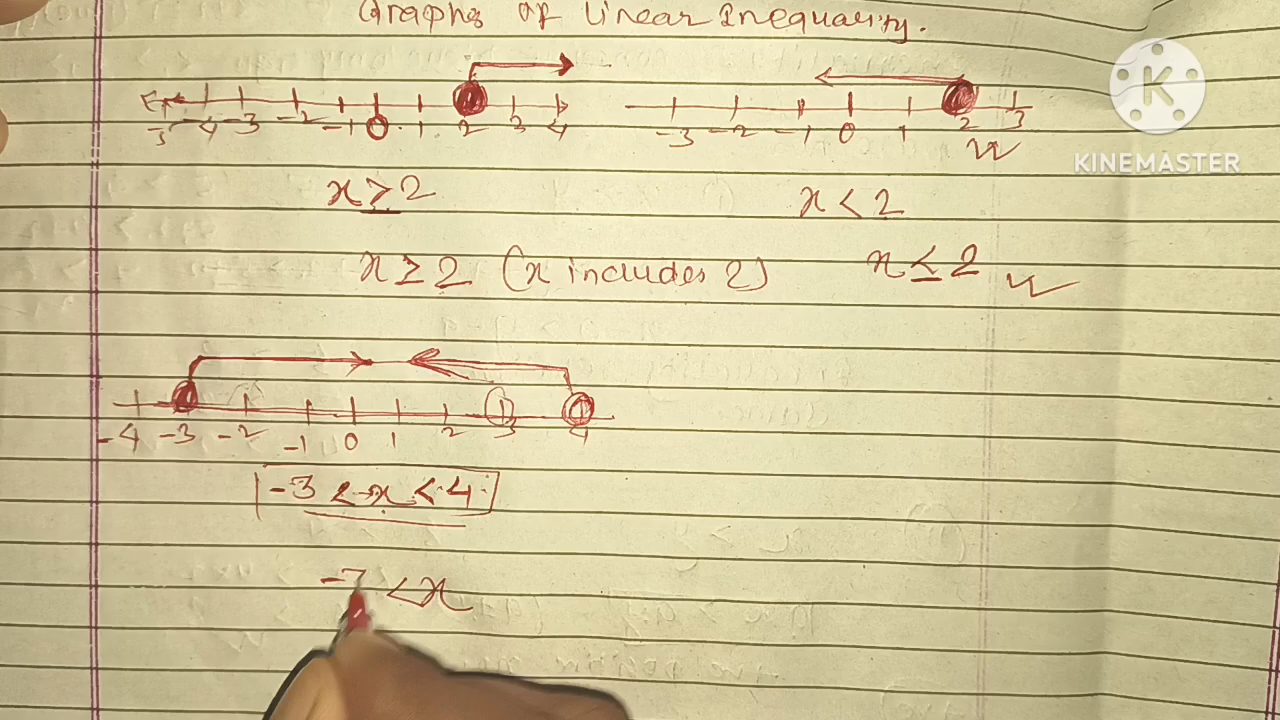 Graphs of Linear Inequality.
-5 -4 -3 -2 -1 0 1 2 3 4
-3 -2 -1 0 1 2 3
K
KINEMASTER
x ≥ 2
x < 2
x ≥ 2 (x includes 2)
x ≤ 2
-4 -3 -2 -1 0 1 2 3 4
-3 < x < 4
< x